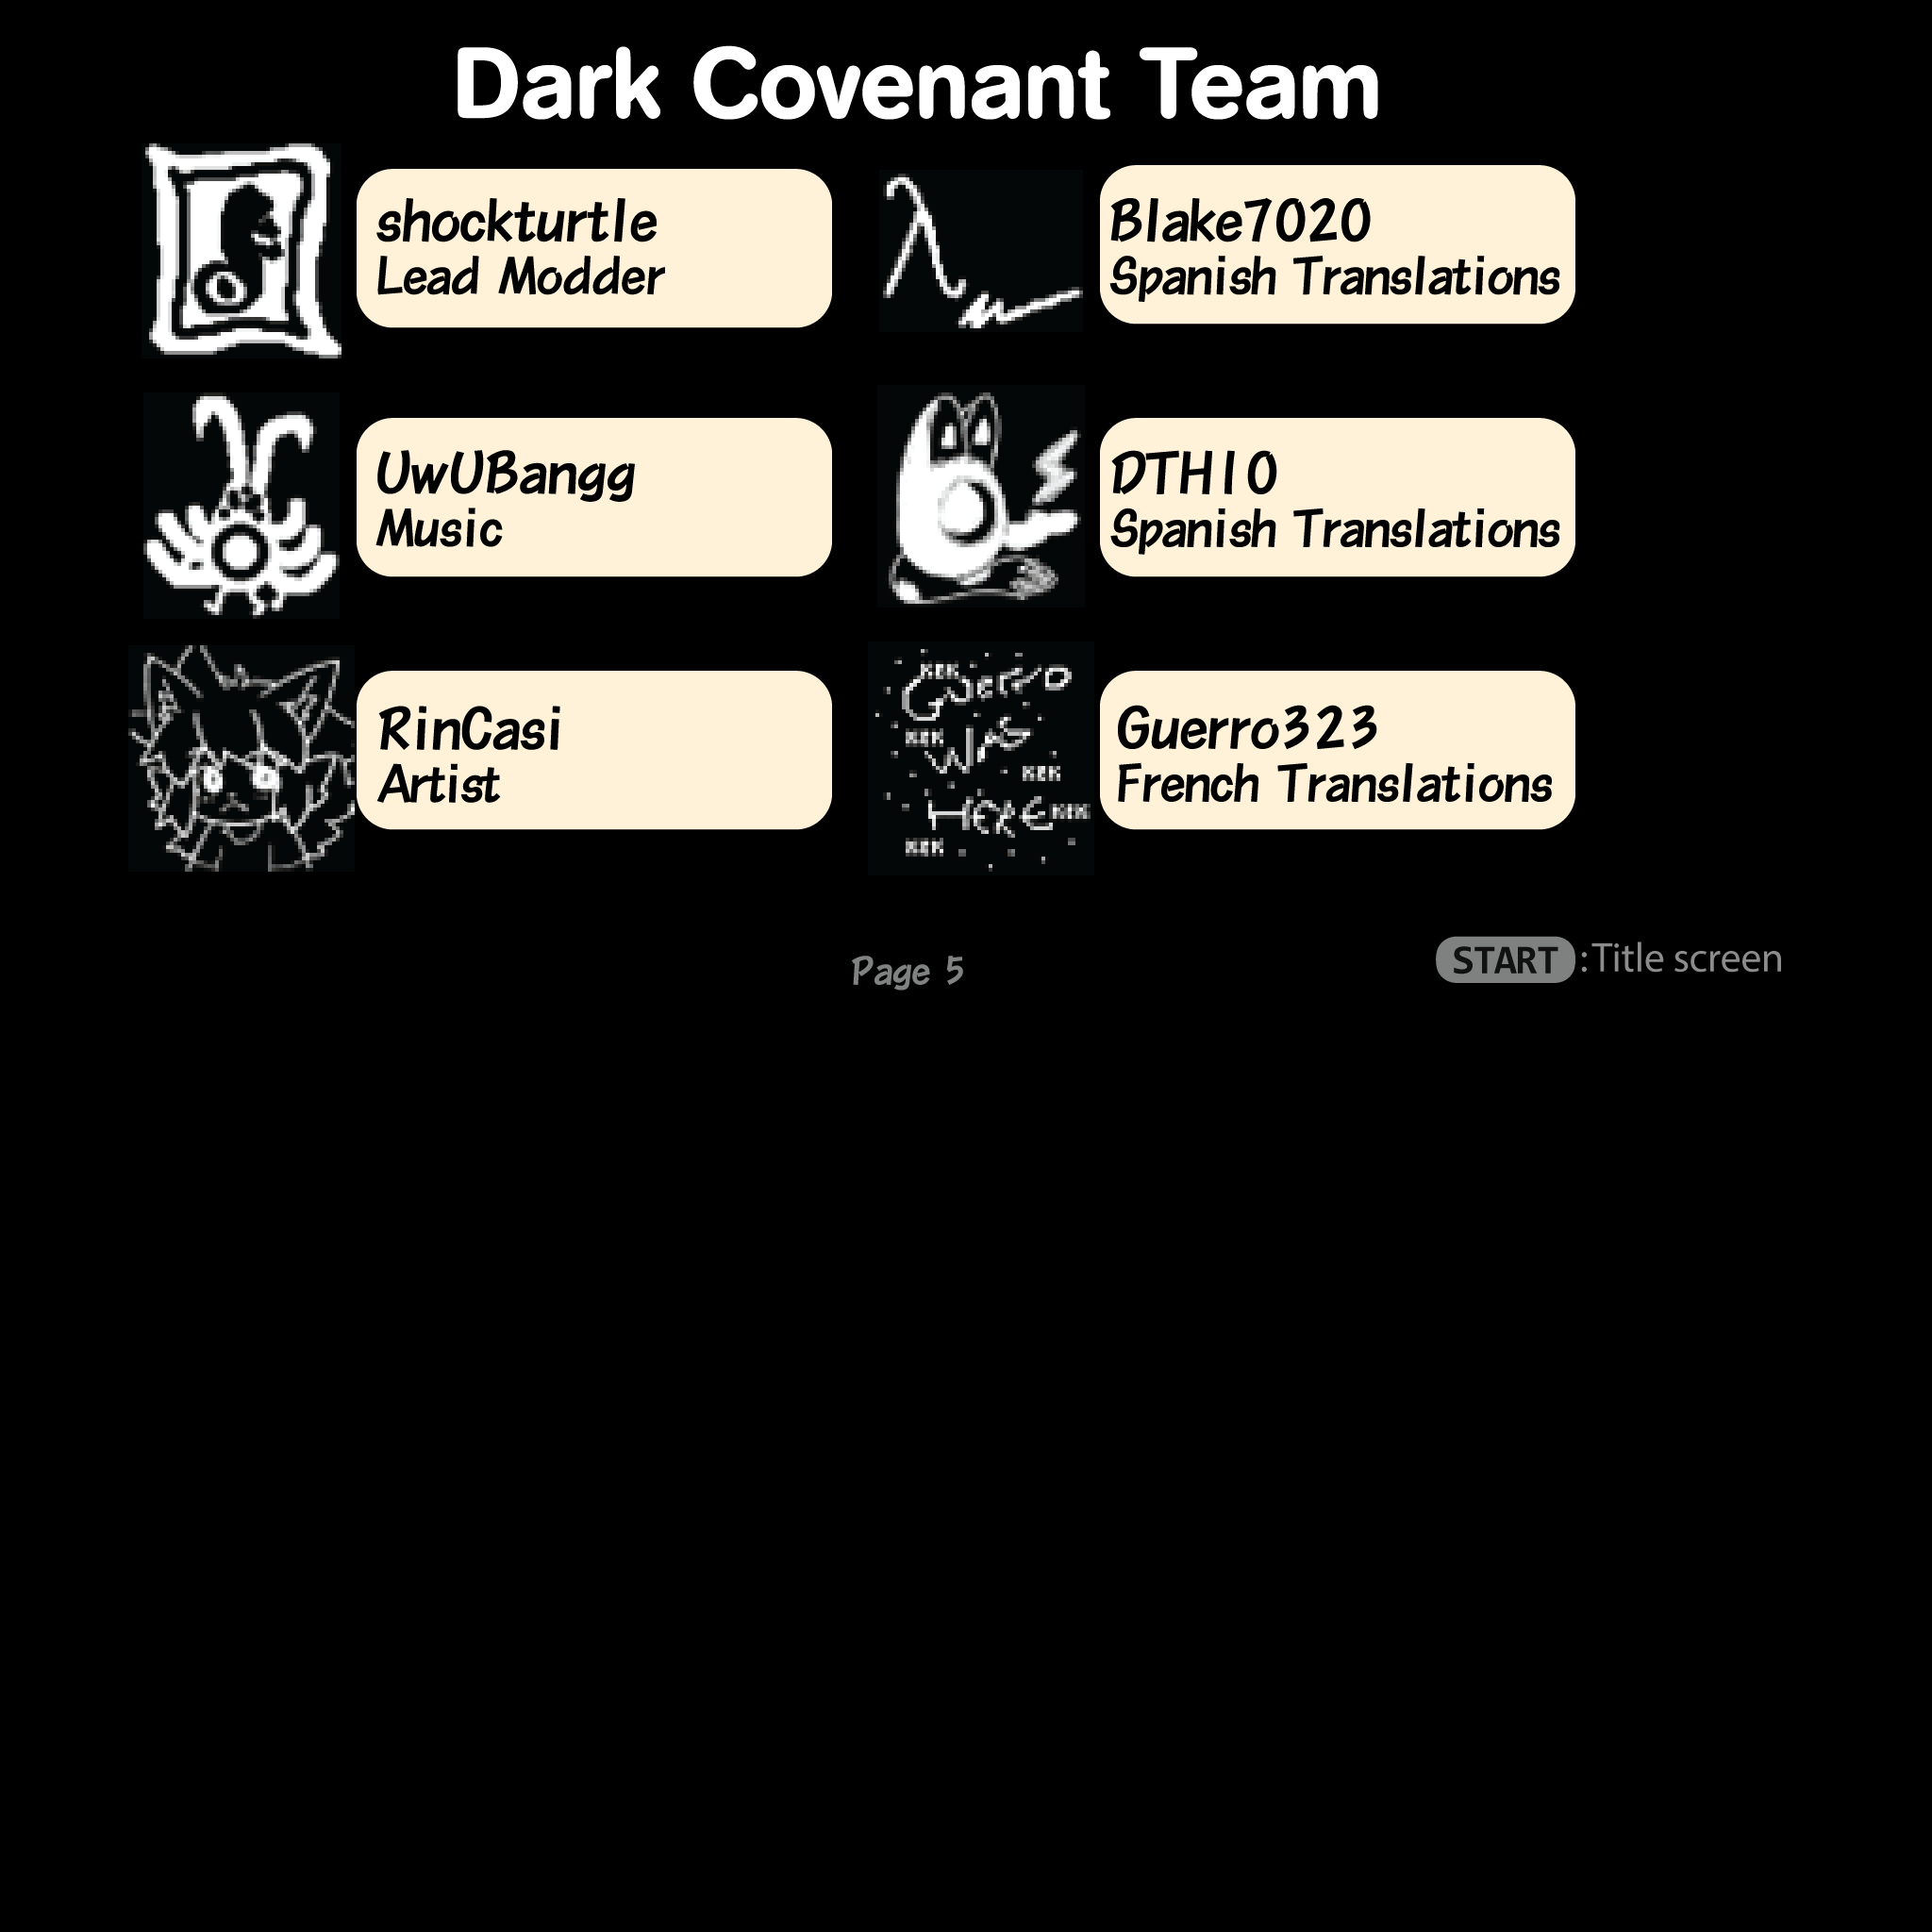 Dark Covenant Team
shockturtle
Lead Modder
Blake7020
Spanish Translations
UwUBangg
Music
DTH10
Spanish Translations
RinCasi
Artist
KEK
Guerro
KEK
WAS
KEK
HERE
KEK
KEK
Guerro323
French Translations
Page 5
START :Title screen